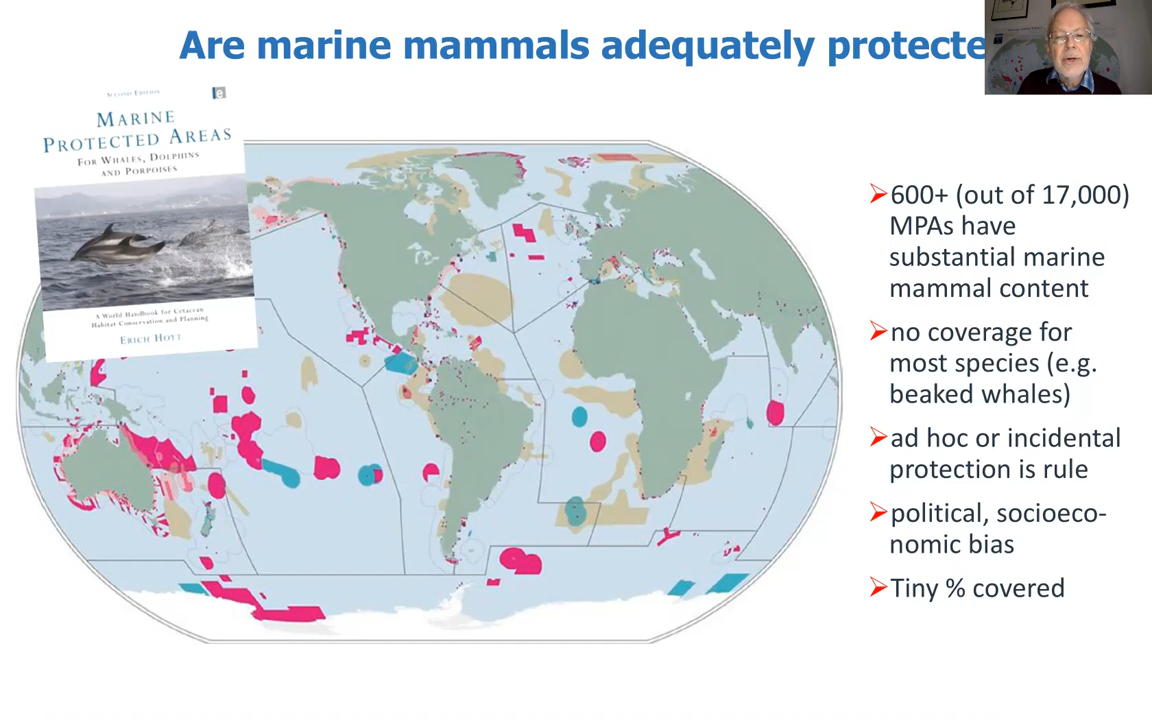 Are marine mammals adequately protecte
SECOND EDITION
MARINE
PROTECTED AREAS
FOR WHALES, DOLPHINS
AND PORPOISES
A World Handbook for Cetacean
Habitat Conservation and Planning
ERICH HOYT
600+ (out of 17,000)
MPAs have
substantial marine
mammal content
no coverage for
most species (e.g.
beaked whales)
ad hoc or incidental
protection is rule
political, socioeco-
nomic bias
Tiny % covered